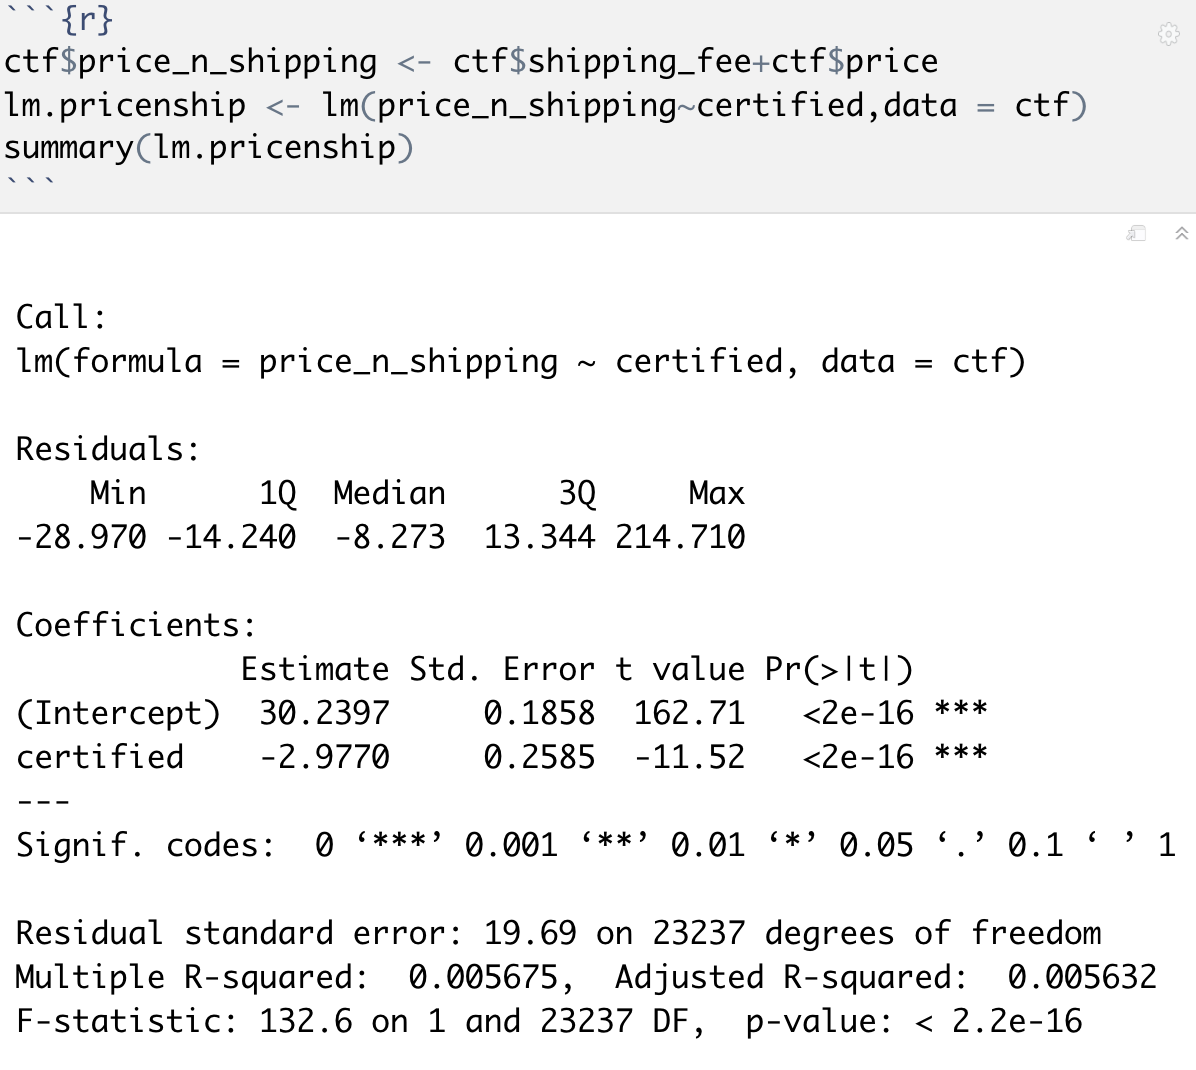 ```{r}
ctf$price_n_shipping <- ctf$shipping_fee+ctf$price
lm.pricenship <- lm(price_n_shipping~certified,data = ctf)
summary(lm.pricenship)
```
Call:
lm(formula = price_n_shipping ~ certified, data = ctf)
Residuals:
    Min      1Q  Median      3Q     Max
-28.970 -14.240  -8.273  13.344 214.710
Coefficients:
            Estimate Std. Error t value Pr(>|t|)
(Intercept)  30.2397     0.1858  162.71   <2e-16 ***
certified    -2.9770     0.2585  -11.52   <2e-16 ***
---
Signif. codes:  0 ‘***’ 0.001 ‘**’ 0.01 ‘*’ 0.05 ‘.’ 0.1 ‘ ’ 1
Residual standard error: 19.69 on 23237 degrees of freedom
Multiple R-squared:  0.005675,  Adjusted R-squared:  0.005632
F-statistic: 132.6 on 1 and 23237 DF,  p-value: < 2.2e-16